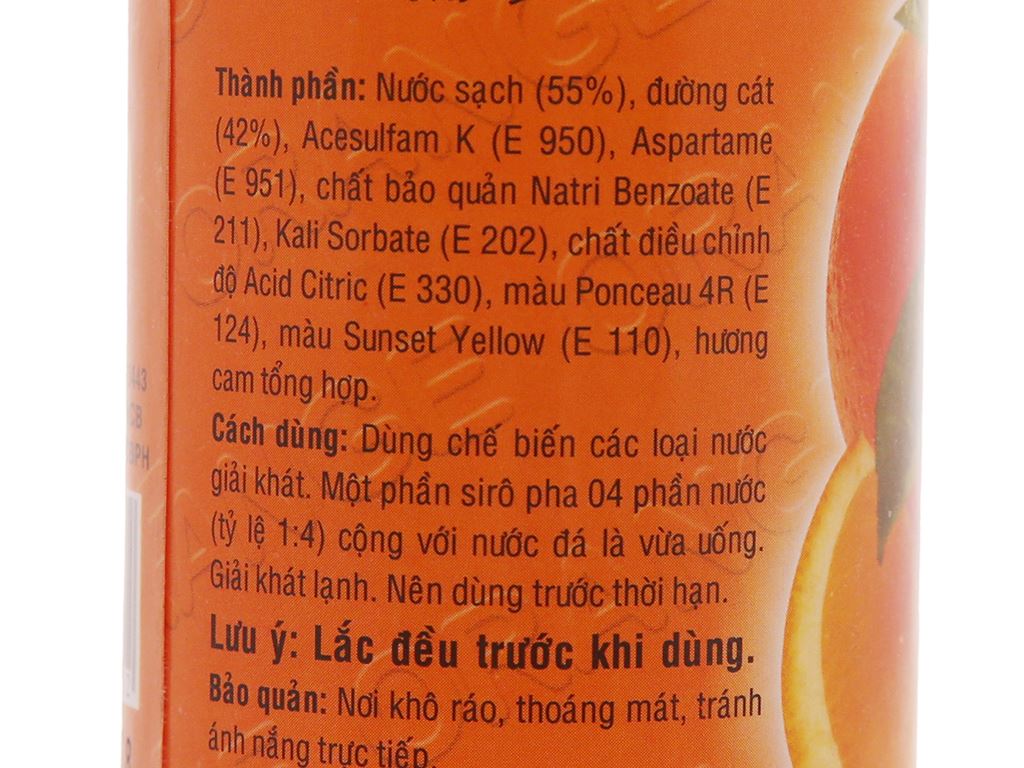 Thành phần: Nước sạch (55%), đường cát
(42%), Acesulfam K (E 950), Aspartame
(E 951), chất bảo quản Natri Benzoate (E
211), Kali Sorbate (E 202), chất điều chỉnh
độ Acid Citric (E 330), màu Ponceau 4R (E
124), màu Sunset Yellow (E 110), hương
cam tổng hợp.
Cách dùng: Dùng chế biến các loại nước
giải khát. Một phần sirô pha 04 phần nước
(tỷ lệ 1:4) cộng với nước đá là vừa uống.
Giải khát lạnh. Nên dùng trước thời hạn.
Lưu ý: Lắc đều trước khi dùng.
Bảo quản: Nơi khô ráo, thoáng mát, tránh
ánh nắng trực tiếp.